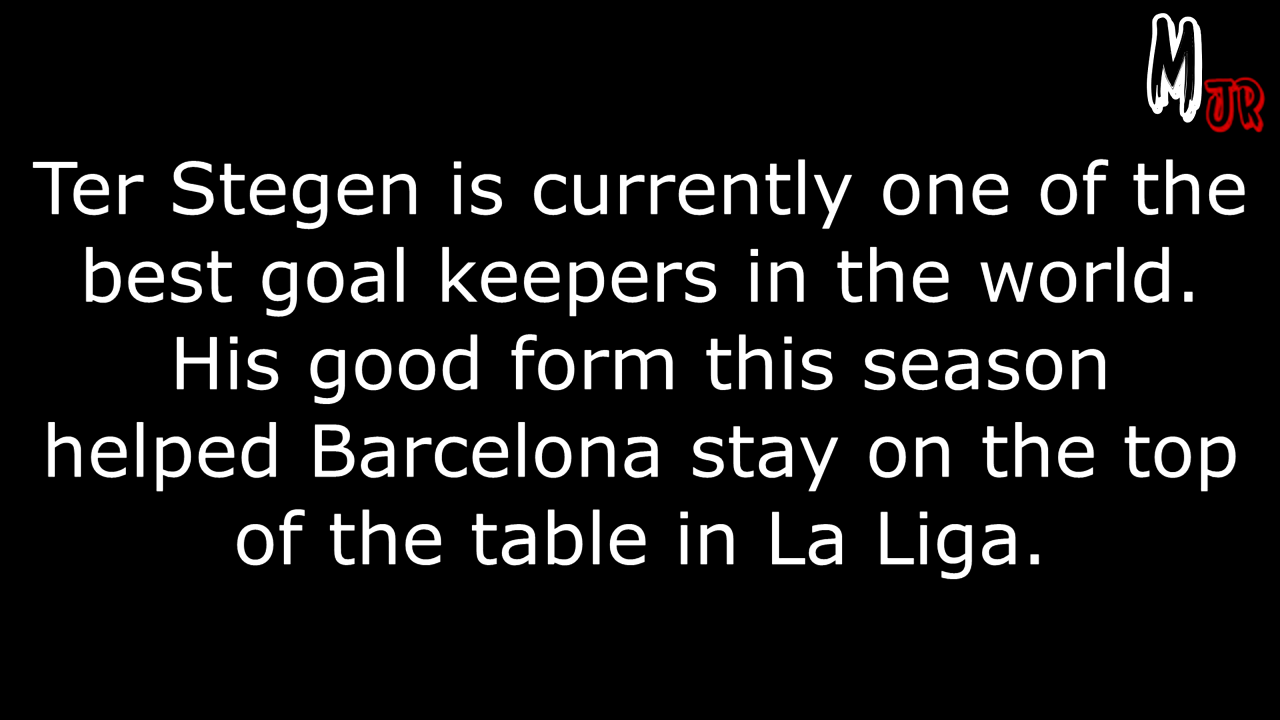 M
JR
Ter Stegen is currently one of the
best goal keepers in the world.
His good form this season
helped Barcelona stay on the top
of the table in La Liga.